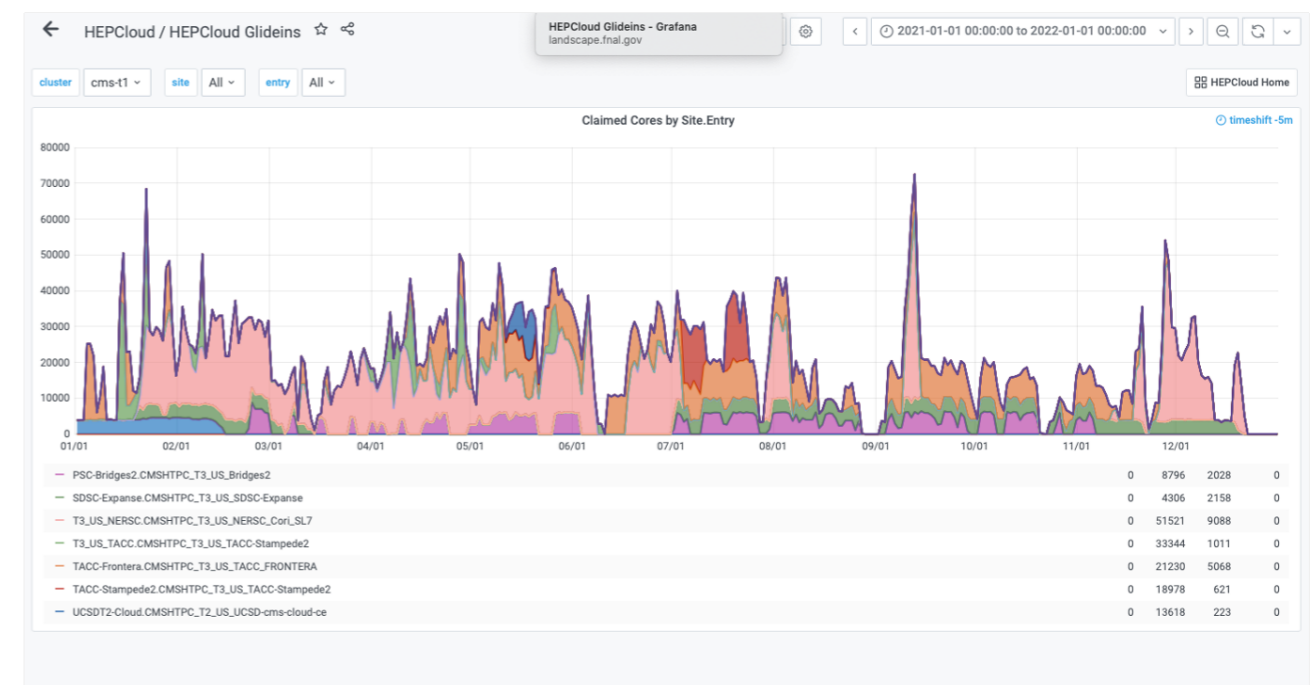 HEPCloud / HEPCloud Glideins
HEPCloud Glideins - Grafana
landscape.fnal.gov
2021-01-01 00:00:00 to 2022-01-01 00:00:00
cluster cms-t1 site All entry All
HEPCloud Home
Claimed Cores by Site.Entry
timeshift -5m
80000
70000
60000
50000
40000
30000
20000
10000
0
01/01 02/01 03/01 04/01 05/01 06/01 07/01 08/01 09/01 10/01 11/01 12/01
PSC-Bridges2.CMSHTPC_T3_US_Bridges2 0 8796 2028 0
SDSC-Expanse.CMSHTPC_T3_US_SDSC-Expanse 0 4306 2158 0
T3_US_NERSC.CMSHTPC_T3_US_NERSC_Cori_SL7 0 51521 9088 0
T3_US_TACC.CMSHTPC_T3_US_TACC-Stampede2 0 33344 1011 0
TACC-Frontera.CMSHTPC_T3_US_TACC_FRONTERA 0 21230 5068 0
TACC-Stampede2.CMSHTPC_T3_US_TACC-Stampede2 0 18978 621 0
UCSDT2-Cloud.CMSHTPC_T2_US_UCSD-cms-cloud-ce 0 13618 223 0